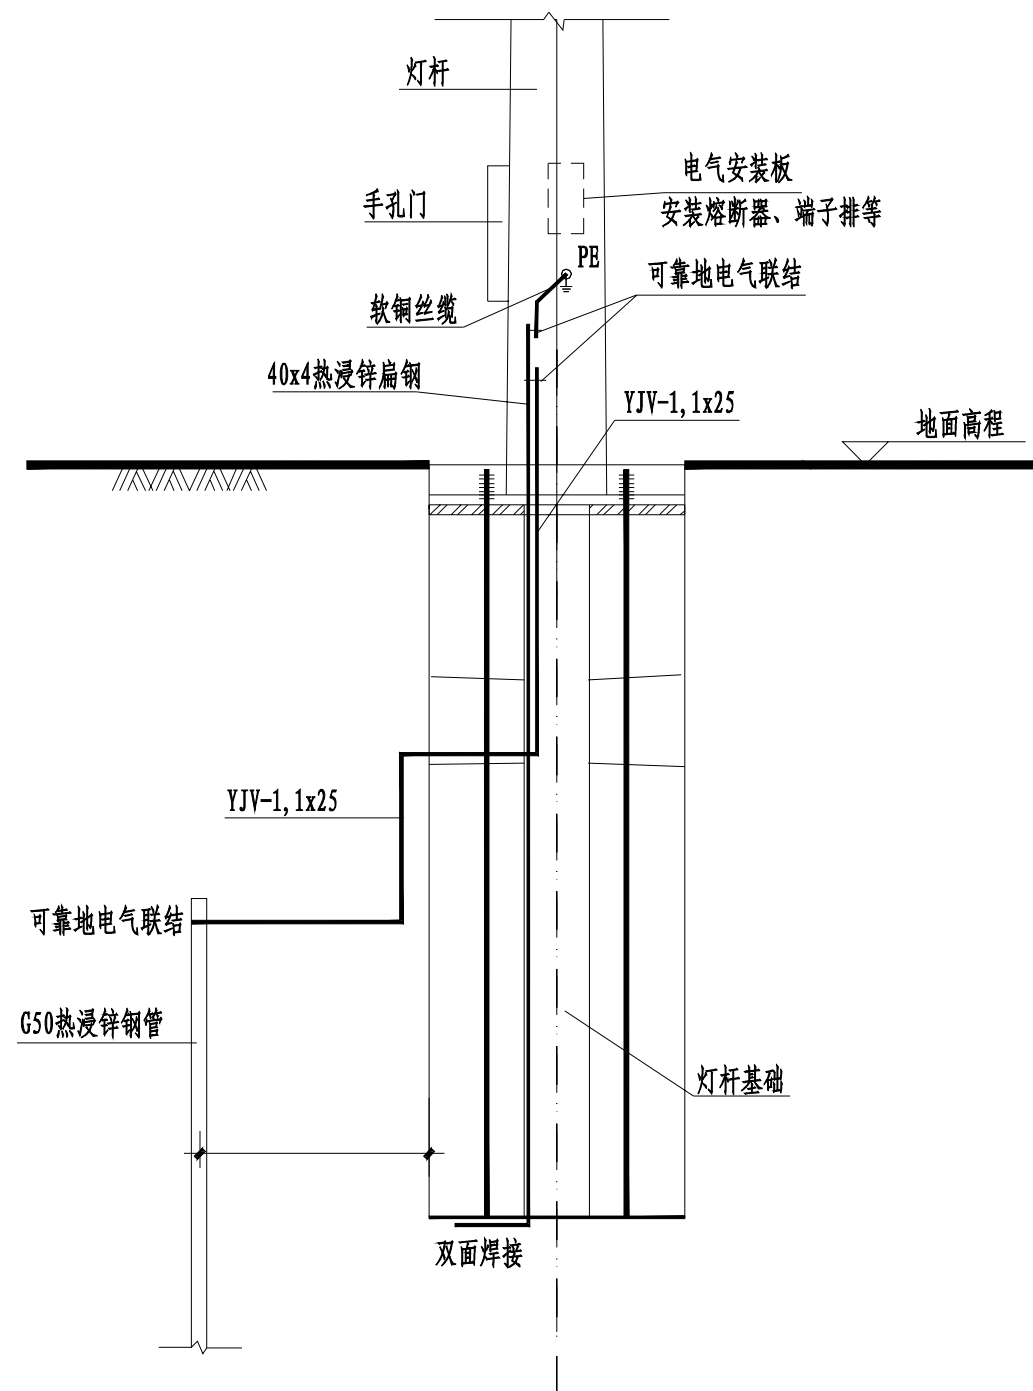 灯杆
电气安装板
手孔门
安装熔断器、端子排等
PE
可靠地电气联结
软铜丝缆
40x4热浸锌扁钢
YJV-1,1x25
地面高程
YJV-1,1x25
可靠地电气联结
G50热浸锌钢管
灯杆基础
双面焊接